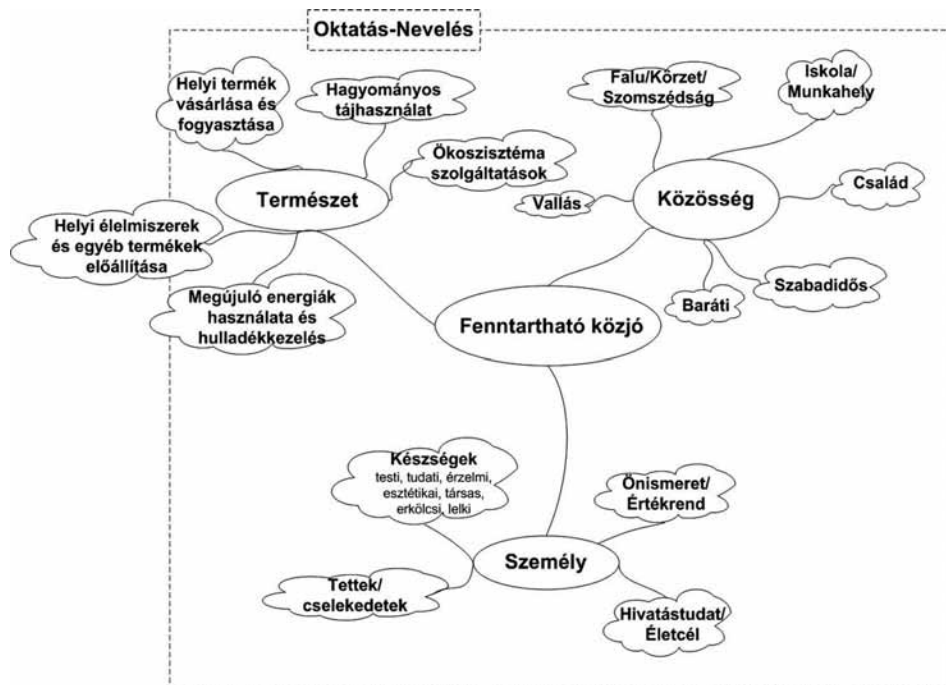 Oktatás-Nevelés
Helyi termék
vásárlása és
fogyasztása
Hagyományos
tájhasználat
Ökoszisztéma
szolgáltatások
Természet
Helyi élelmiszerek
és egyéb termékek
előállítása
Megújuló energiák
használata és
hulladékkezelés
Falu/Körzet/
Szomszédság
Iskola/
Munkahely
Család
Vallás
Közösség
Szabadidős
Baráti
Fenntartható közjó
Készségek
testi, tudati, érzelmi,
esztétikai, társas,
erkölcsi, lelki
Önismeret/
Értékrend
Személy
Tettek/
cselekedetek
Hivatástudat/
Életcél